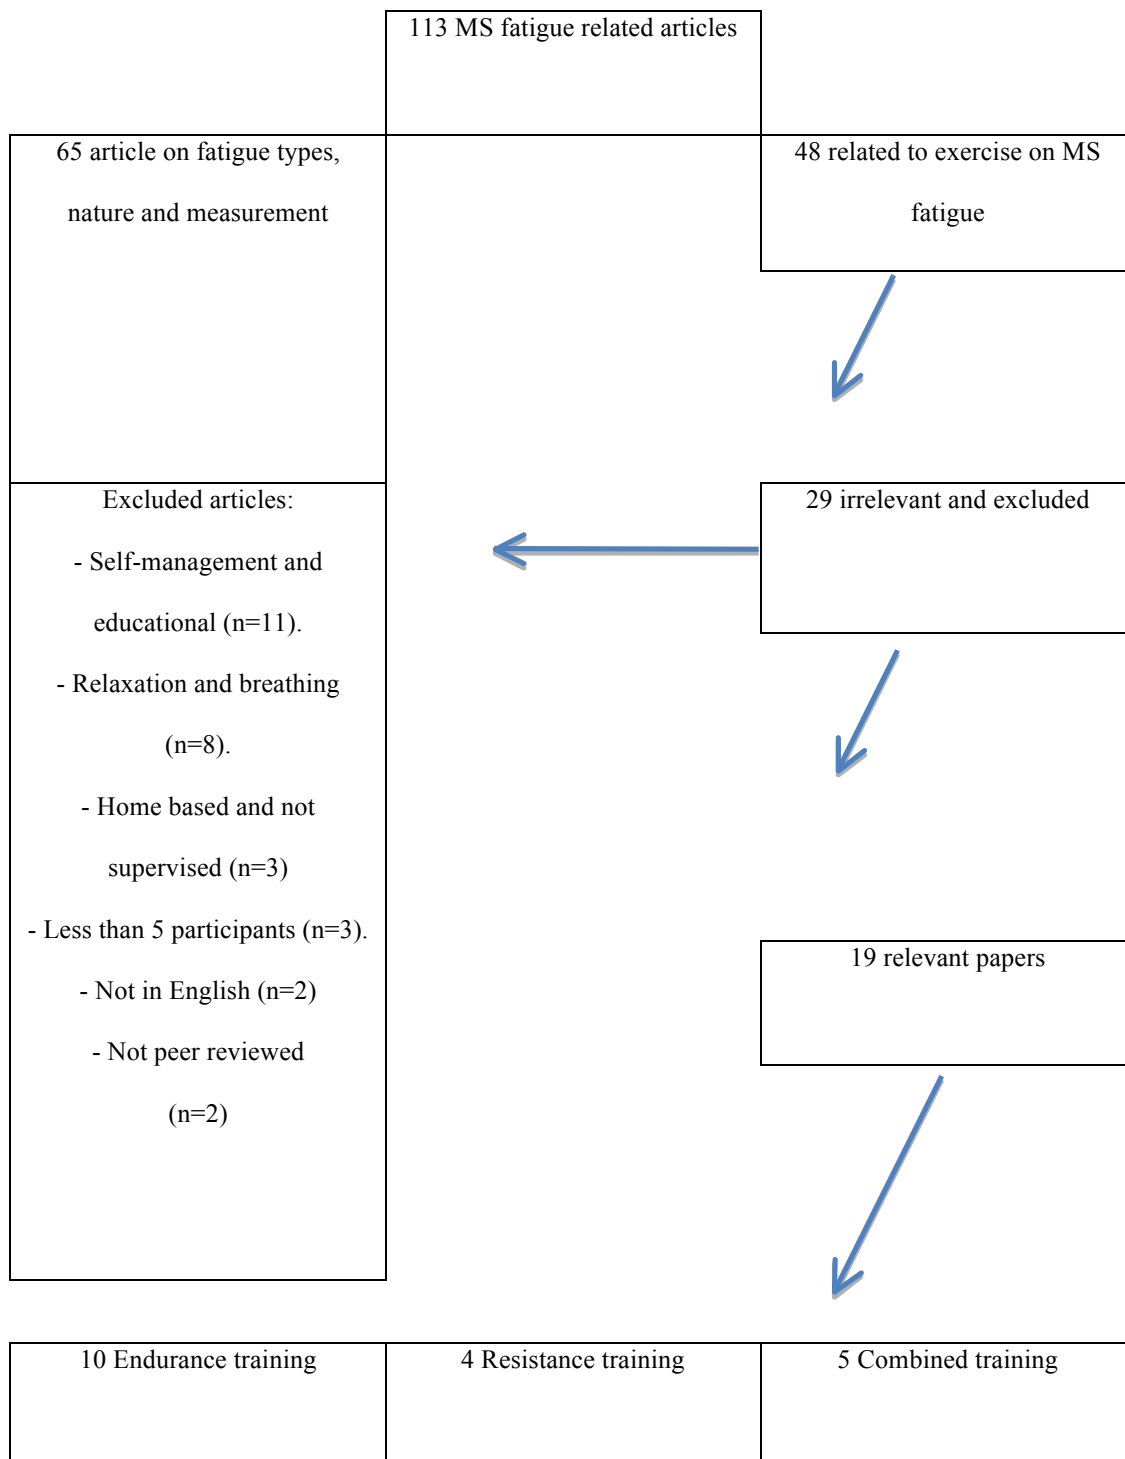 113 MS fatigue related articles
65 article on fatigue types,
nature and measurement
48 related to exercise on MS
fatigue
Excluded articles:
- Self-management and
educational (n=11).
- Relaxation and breathing
(n=8).
- Home based and not
supervised (n=3)
- Less than 5 participants (n=3).
- Not in English (n=2)
- Not peer reviewed
(n=2)
29 irrelevant and excluded
19 relevant papers
10 Endurance training
4 Resistance training
5 Combined training